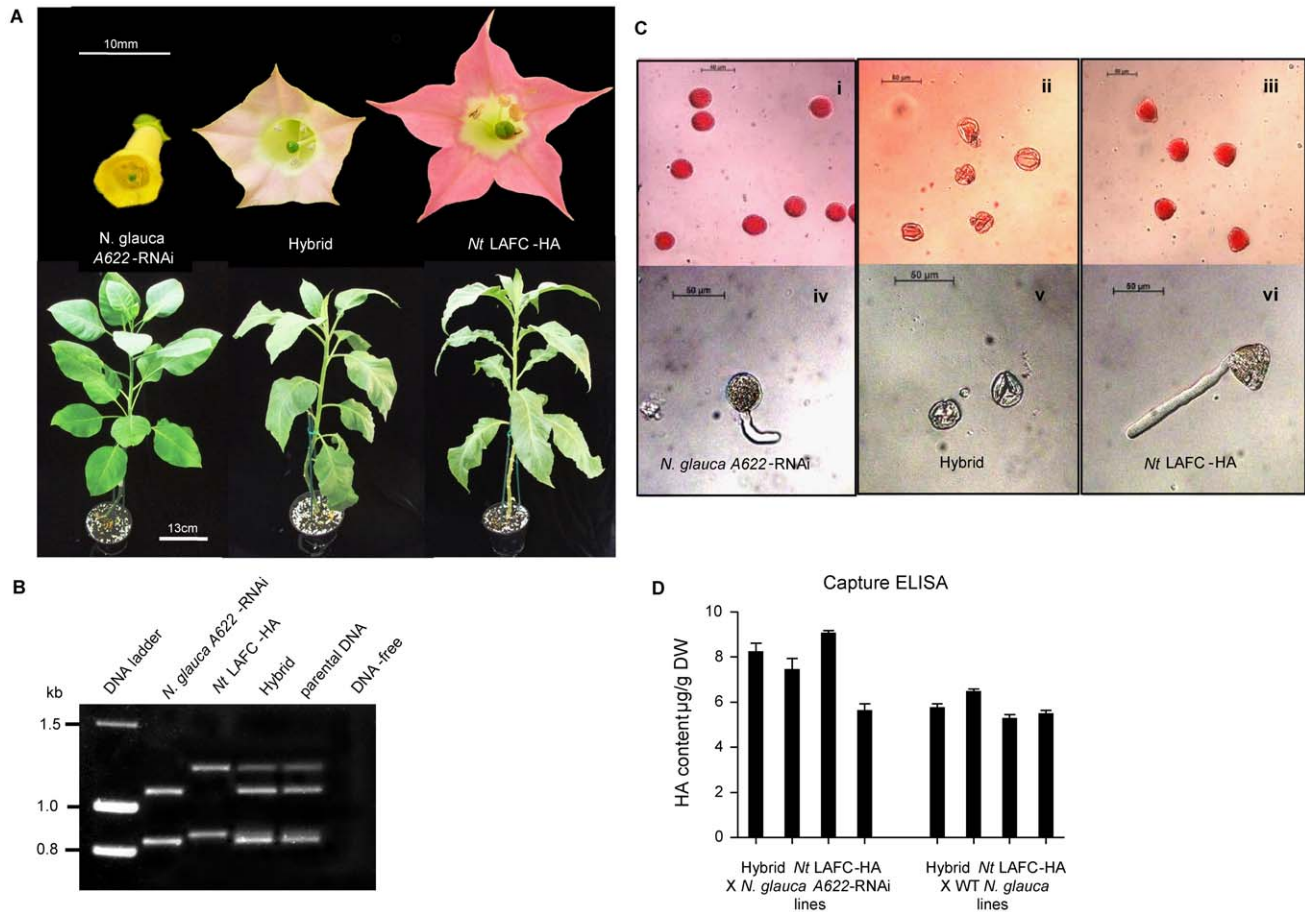 A
10mm
N. glauca
A622-RNAi
Hybrid
Nt LAFC -HA
13cm
B
DNA ladder
N. glauca A622 -RNAi
Nt LAFC -HA
Hybrid
parental DNA
DNA -free
kb
1.5
1.0
0.8
C
i
50 µm
ii
iii
50 µm
iv
50 µm
v
50 µm
vi
N. glauca A622-RNAi
Hybrid
Nt LAFC -HA
D
Capture ELISA
HA contentµg/g DW
10
8
6
4
2
0
Hybrid Nt LAFC-HA
X N. glauca A622-RNAi
lines
Hybrid Nt LAFC-HA
X WT N. glauca
lines